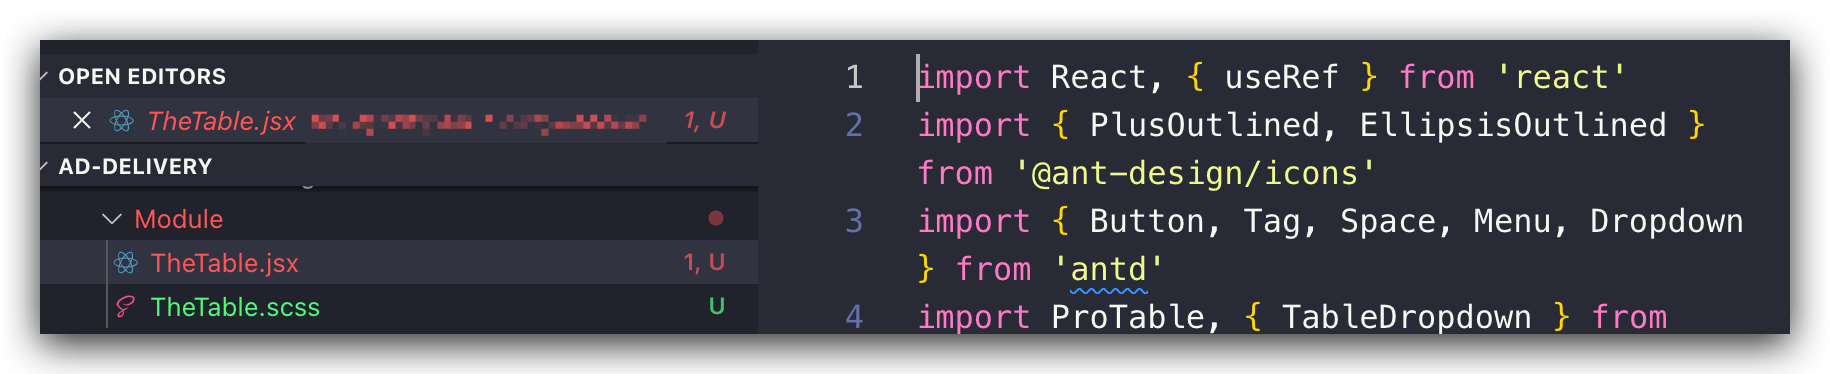 OPEN EDITORS
TheTable.jsx 1, U
AD-DELIVERY
Module
TheTable.jsx 1, U
TheTable.scss U
1 import React, { useRef } from 'react'
2 import { PlusOutlined, EllipsisOutlined }
from '@ant-design/icons'
3 import { Button, Tag, Space, Menu, Dropdown
} from 'antd'
4 import ProTable, { TableDropdown } from